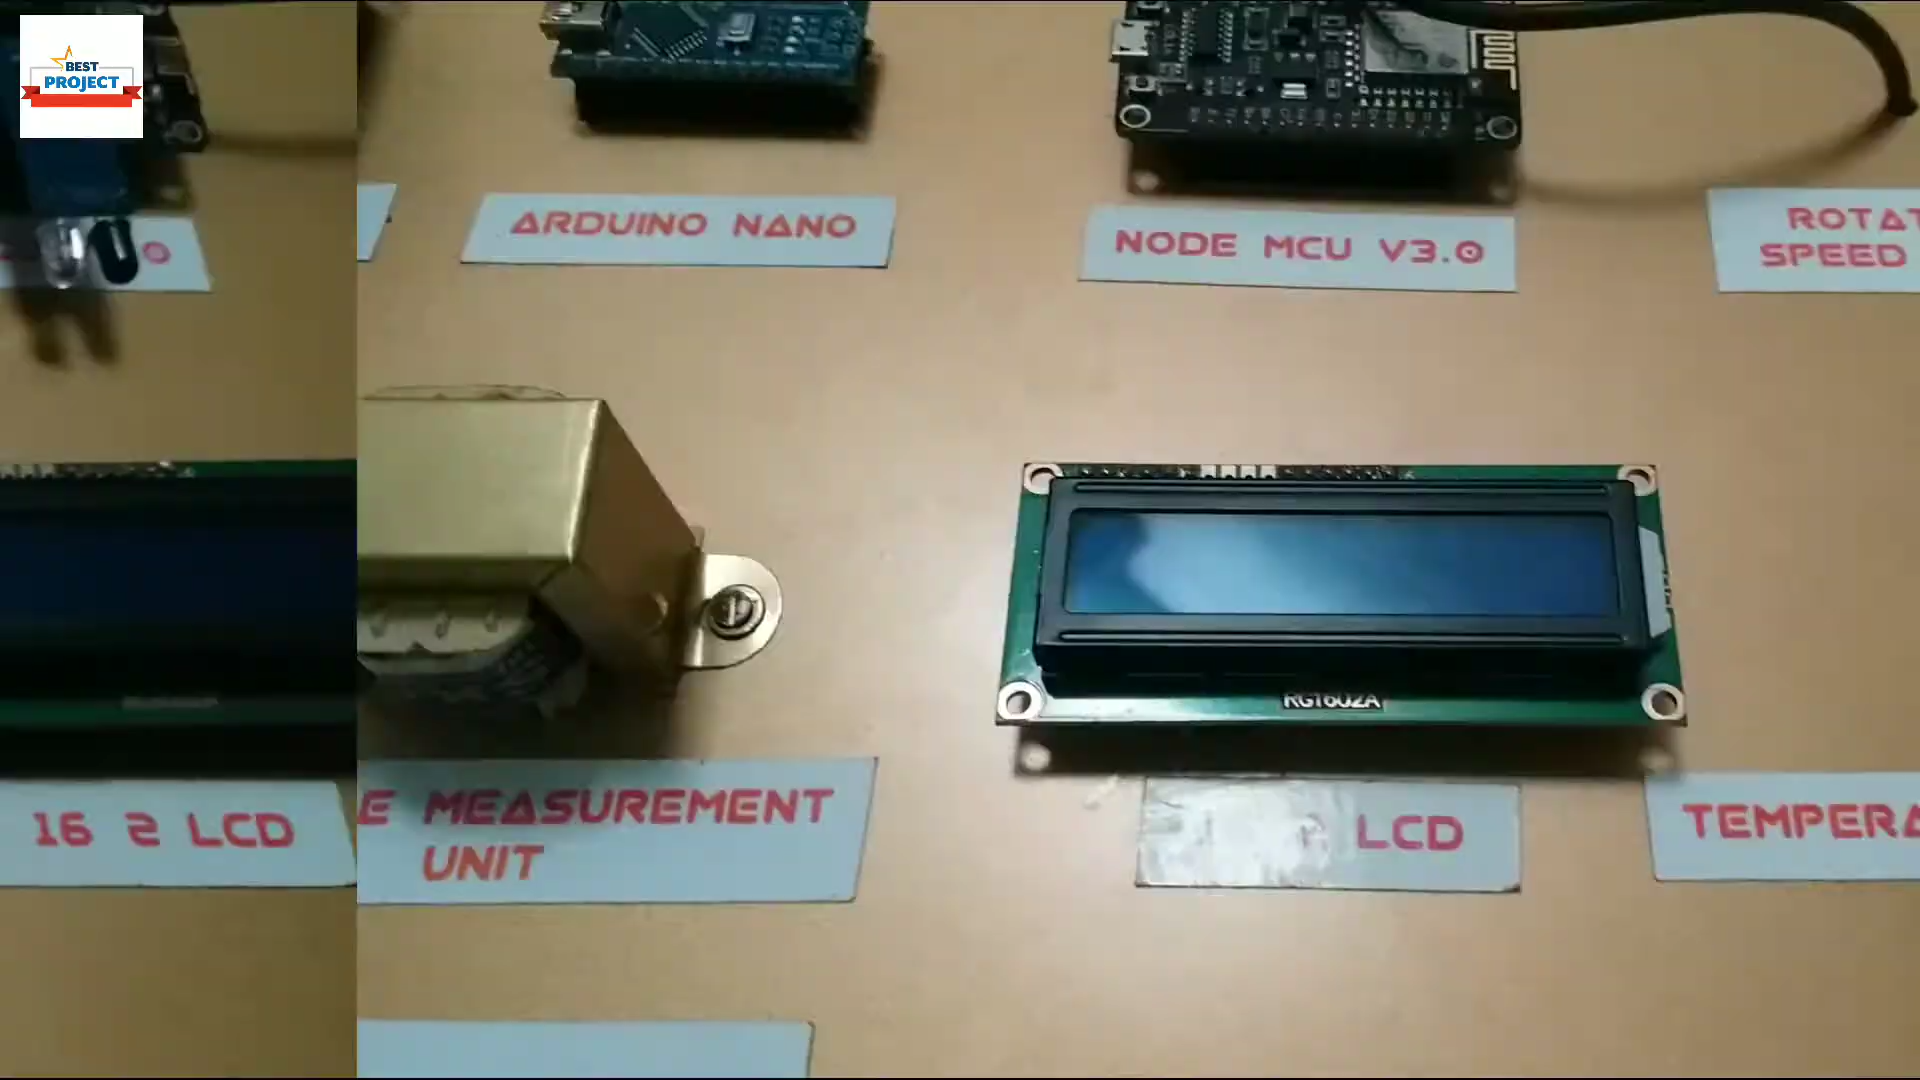 BEST
PROJECT
ARDUINO NANO
NODE MCU V3.0
ROTAT
SPEED
RG1602A
16 2 LCD
E MEASUREMENT
UNIT
LCD
TEMPERA